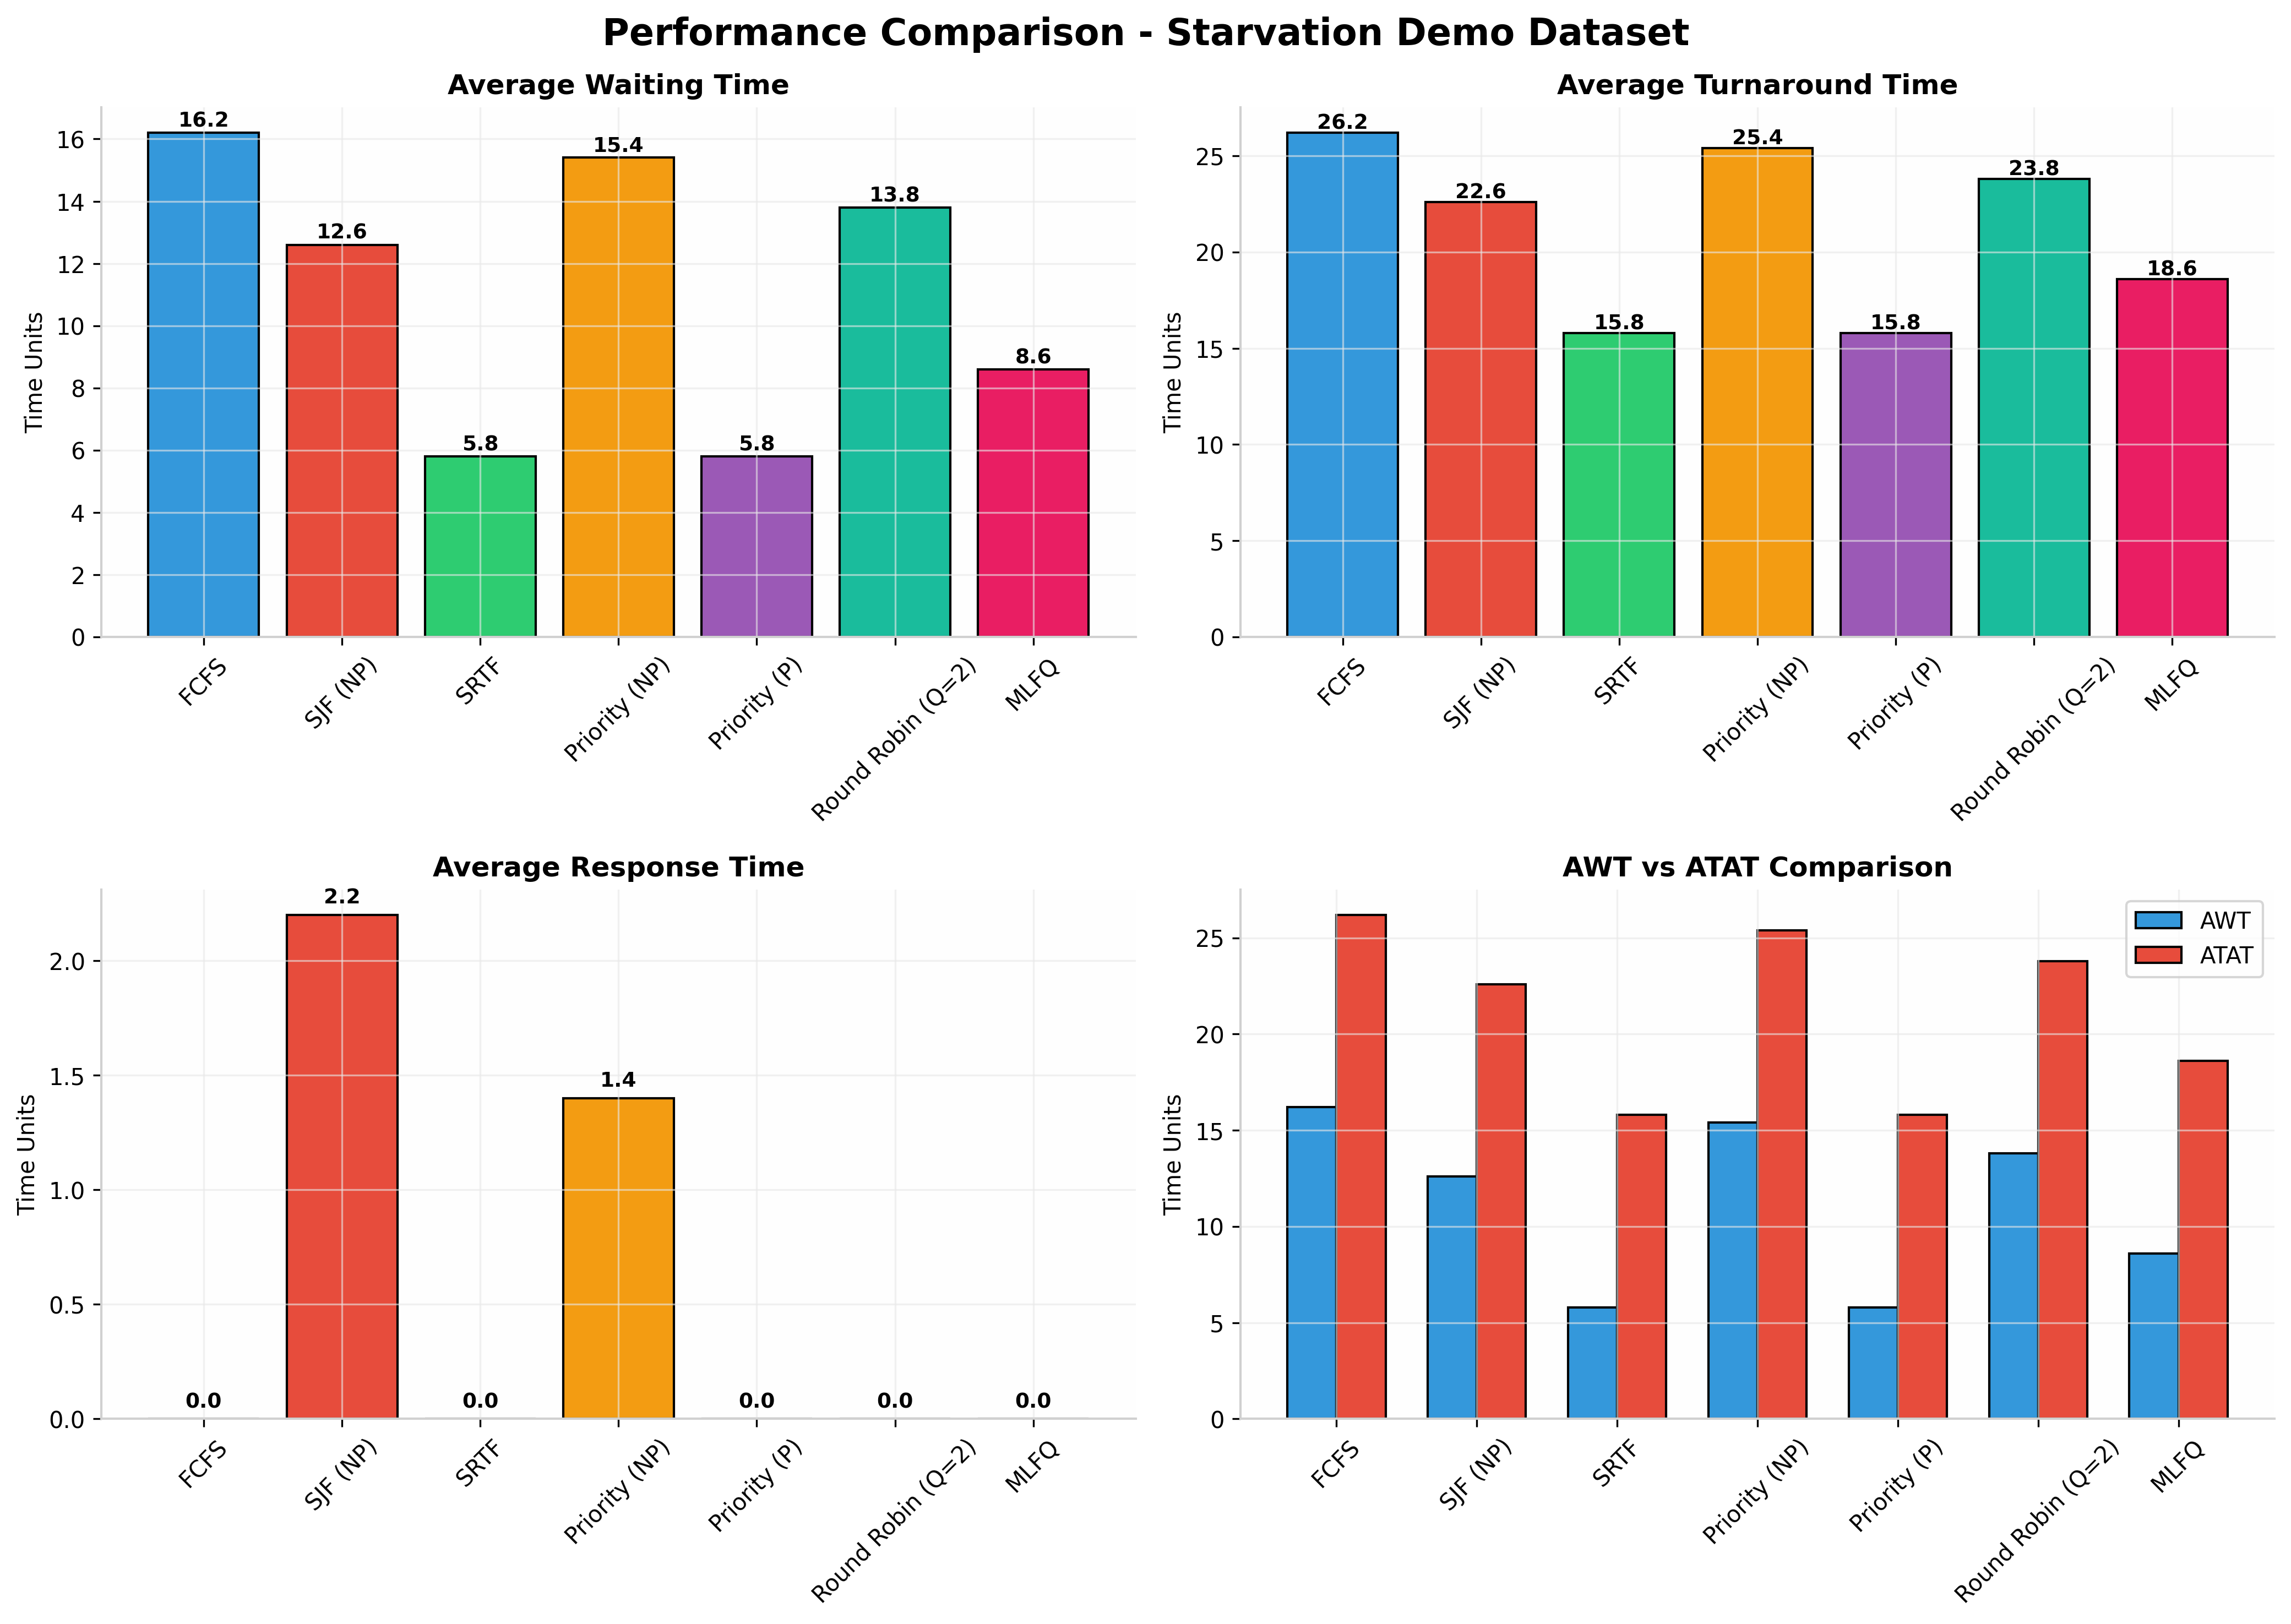 Performance Comparison - Starvation Demo Dataset
Average Waiting Time
Time Units
16
14
12
10
8
6
4
2
0
16.2
12.6
5.8
15.4
5.8
13.8
8.6
FCFS
SJF (NP)
SRTF
Priority (NP)
Priority (P)
Round Robin (Q=2)
MLFQ
Average Turnaround Time
Time Units
25
20
15
10
5
0
26.2
22.6
15.8
25.4
15.8
23.8
18.6
FCFS
SJF (NP)
SRTF
Priority (NP)
Priority (P)
Round Robin (Q=2)
MLFQ
Average Response Time
Time Units
2.0
1.5
1.0
0.5
0.0
0.0
2.2
0.0
1.4
0.0
0.0
0.0
FCFS
SJF (NP)
SRTF
Priority (NP)
Priority (P)
Round Robin (Q=2)
MLFQ
AWT vs ATAT Comparison
Time Units
25
20
15
10
5
0
AWT
ATAT
FCFS
SJF (NP)
SRTF
Priority (NP)
Priority (P)
Round Robin (Q=2)
MLFQ